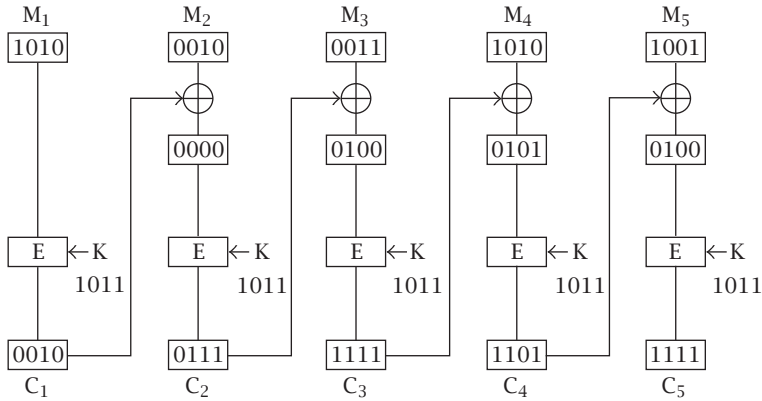 M1 M2 M3 M4 M5
1010 0010 0011 1010 1001
0000 0100 0101 0100
E ← K E ← K E ← K E ← K E ← K
1011 1011 1011 1011 1011
0010 0111 1111 1101 1111
C1 C2 C3 C4 C5